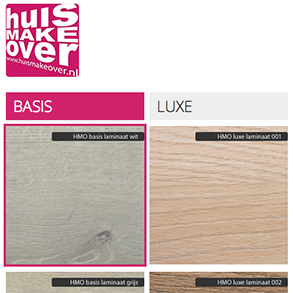 huis
MAKE
over
www.huismakeover.nl
BASIS
LUXE
HMO basis laminaat wit
HMO luxe laminaat 001
HMO basis laminaat grijs
HMO luxe laminaat 002